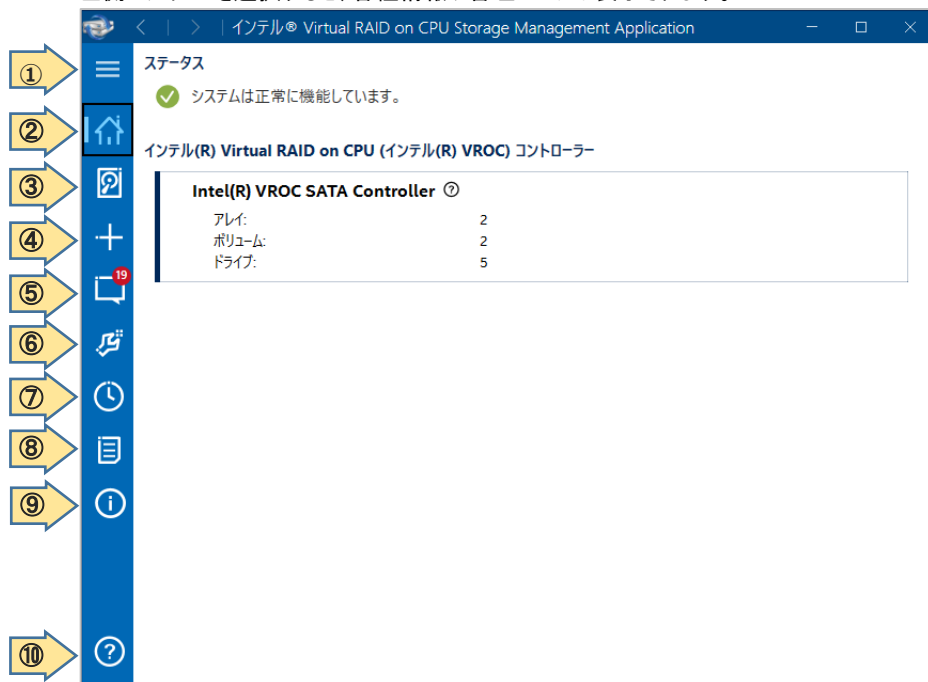 インテル® Virtual RAID on CPU Storage Management Application
① ステータス
システムは正常に機能しています。
②
インテル(R) Virtual RAID on CPU (インテル(R) VROC) コントローラー
③ Intel(R) VROC SATA Controller
アレイ: 2
④ ボリューム: 2
ドライブ: 5
⑤ 19
⑥
⑦
⑧
⑨
⑩